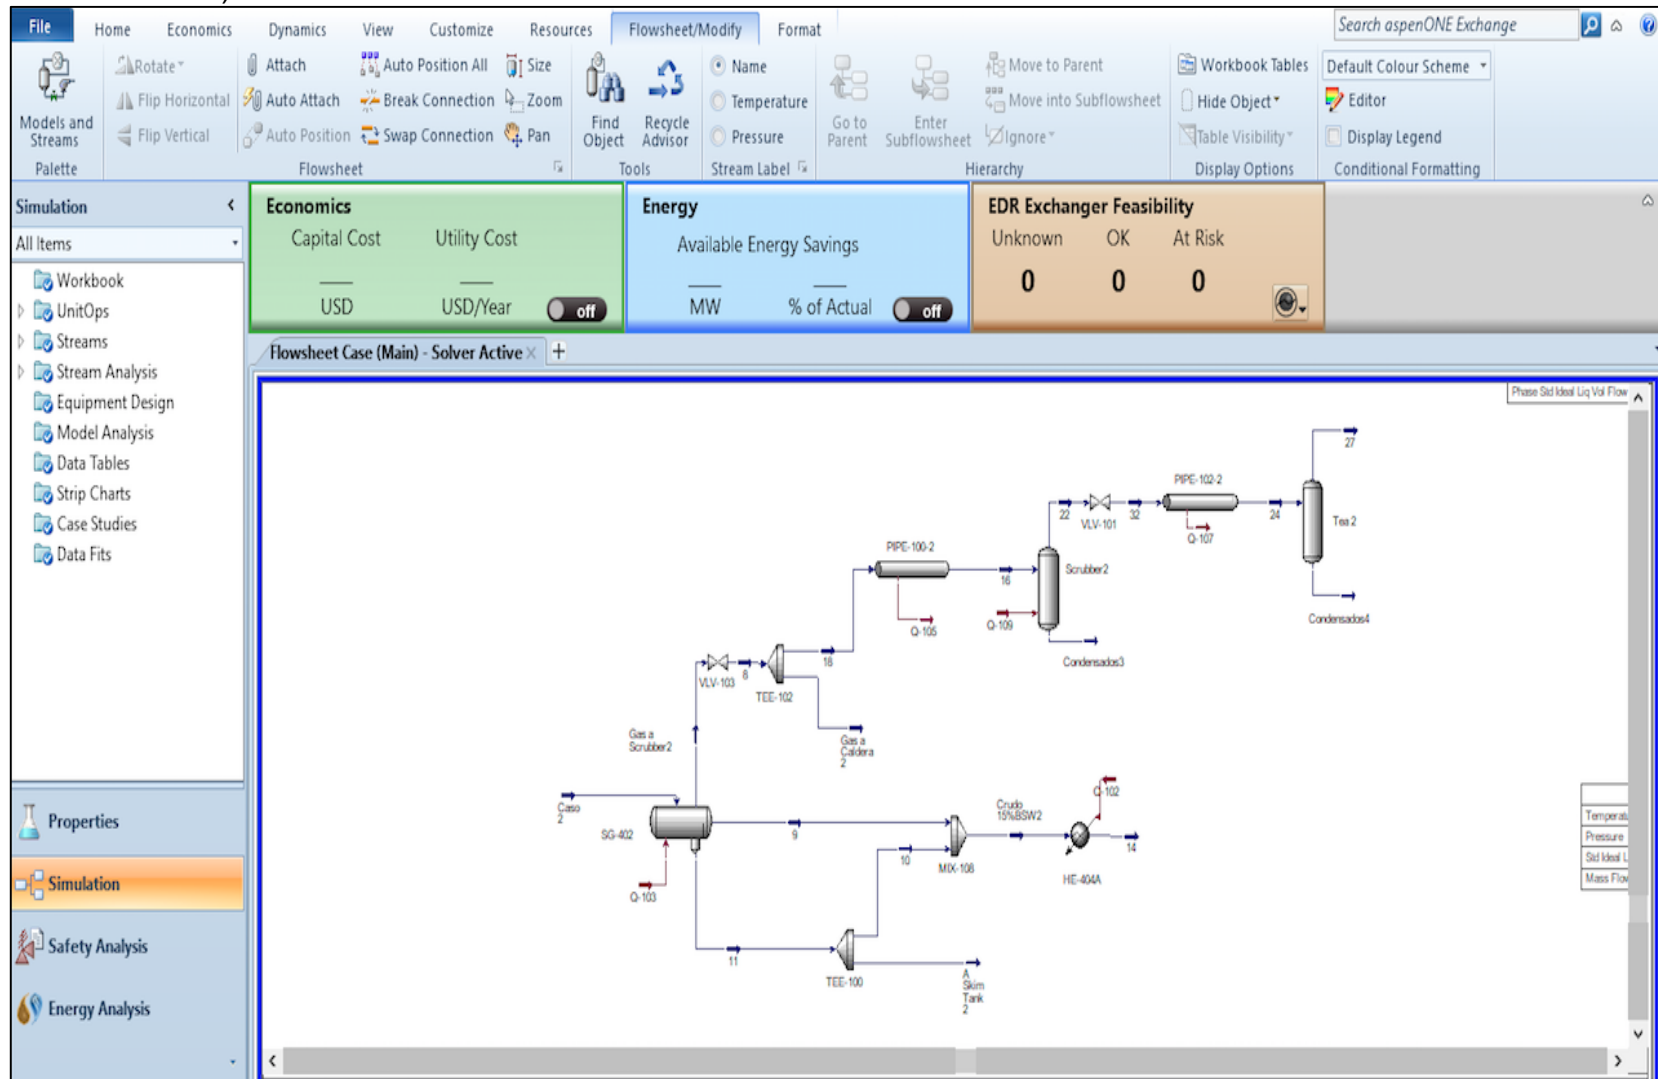 File Home Economics Dynamics View Customize Resources Flowsheet/Modify Format Search aspenONE Exchange
Rotate Attach Auto Position All Size Name Move to Parent Workbook Tables Default Colour Scheme
Flip Horizontal Auto Attach Break Connection Zoom Temperature Move into Subflowsheet Hide Object Editor
Models and Streams Flip Vertical Auto Position Swap Connection Pan Find Object Recycle Advisor Pressure Go to Parent Enter Subflowsheet Ignore Table Visibility Display Legend
Palette Flowsheet Tools Stream Label Hierarchy Display Options Conditional Formatting
Simulation
All Items
Workbook
UnitOps
Streams
Stream Analysis
Equipment Design
Model Analysis
Data Tables
Strip Charts
Case Studies
Data Fits
Properties
Simulation
Safety Analysis
Energy Analysis
Economics
Capital Cost Utility Cost
USD USD/Year off
Energy
Available Energy Savings
MW % of Actual off
EDR Exchanger Feasibility
Unknown OK At Risk
0 0 0
Flowsheet Case (Main) - Solver Active
Phase Std Ideal Liq Vol Flow
27
PIPE-102-2
22 VLV-101 32 24 Tea 2
Q-107
PIPE-100-2
16 Scrubber2
Q-105 Q-109
Condensados4
18 Condensados3
VLV-103 8 TEE-102
Gas a
Scrubber2
Gas a
Caldera
2
Caso
2
SG-402
9
Q-103
10
MIX-108
Crudo
15%BSW2
Q-102
14
HE-404A
11
TEE-100
A
Skim
Tank
2
Pressure
Std Ideal L
Mass Flow